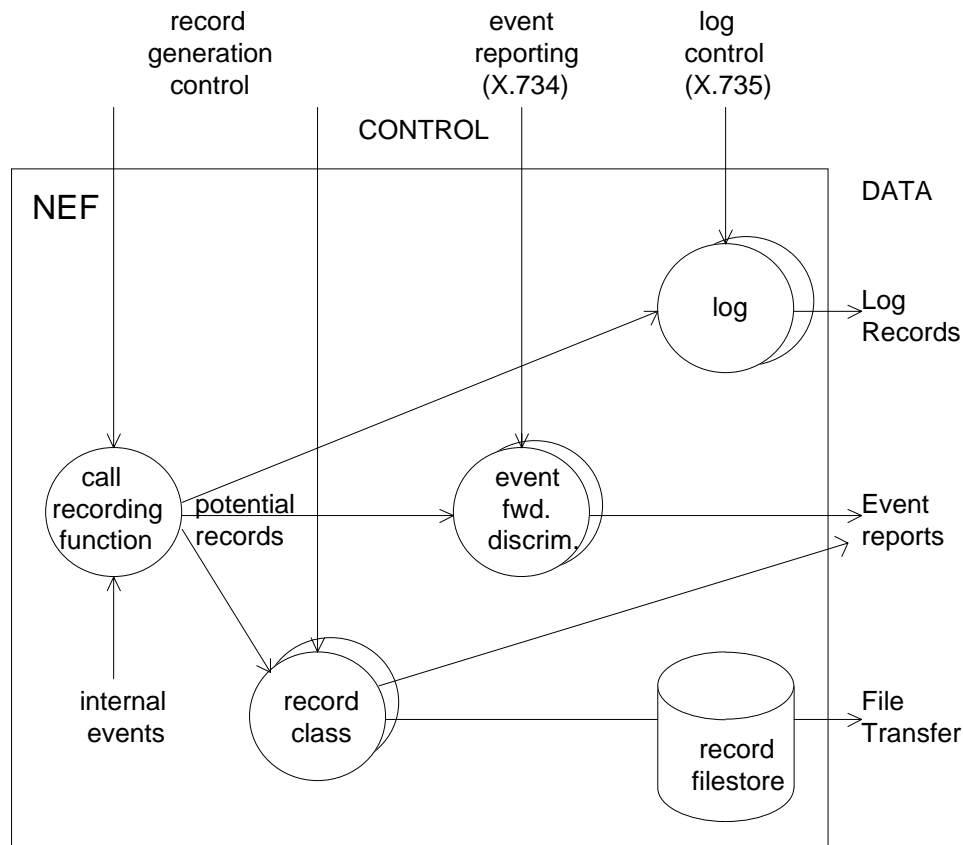 record
generation
control
event
reporting
(X.734)
log
control
(X.735)
CONTROL
NEF
DATA
log
Log
Records
call
recording
function
potential
records
event
fwd.
discrim.
Event
reports
internal
events
record
class
record
filestore
File
Transfer